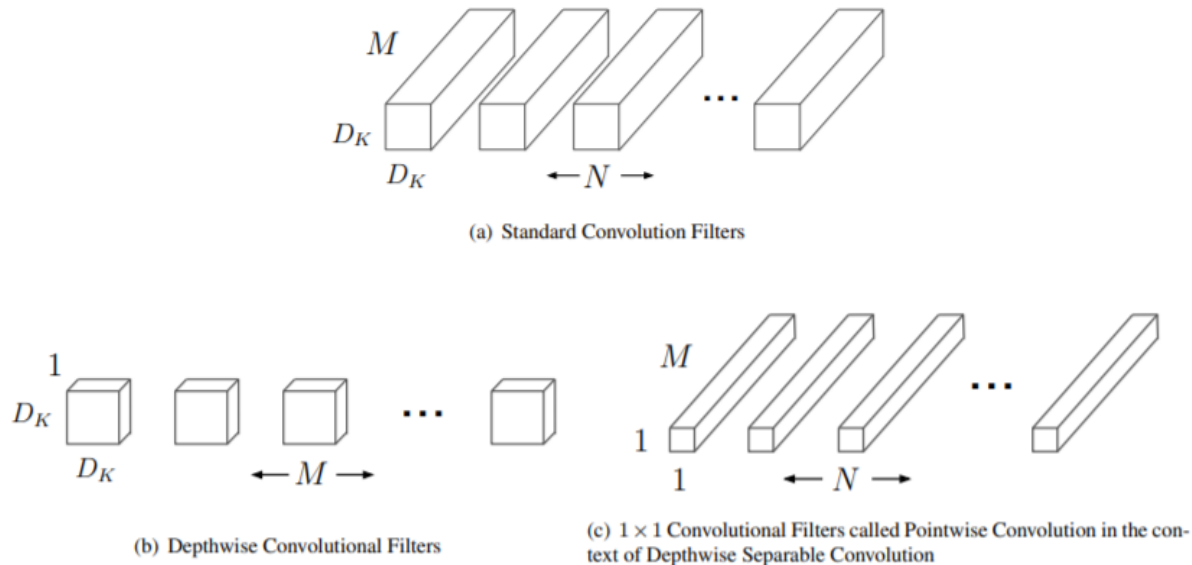 M
D_K
D_K
N
...
(a) Standard Convolution Filters
1
D_K
D_K
M
...
(b) Depthwise Convolutional Filters
M
1
1
N
...
(c) 1 × 1 Convolutional Filters called Pointwise Convolution in the con-
text of Depthwise Separable Convolution